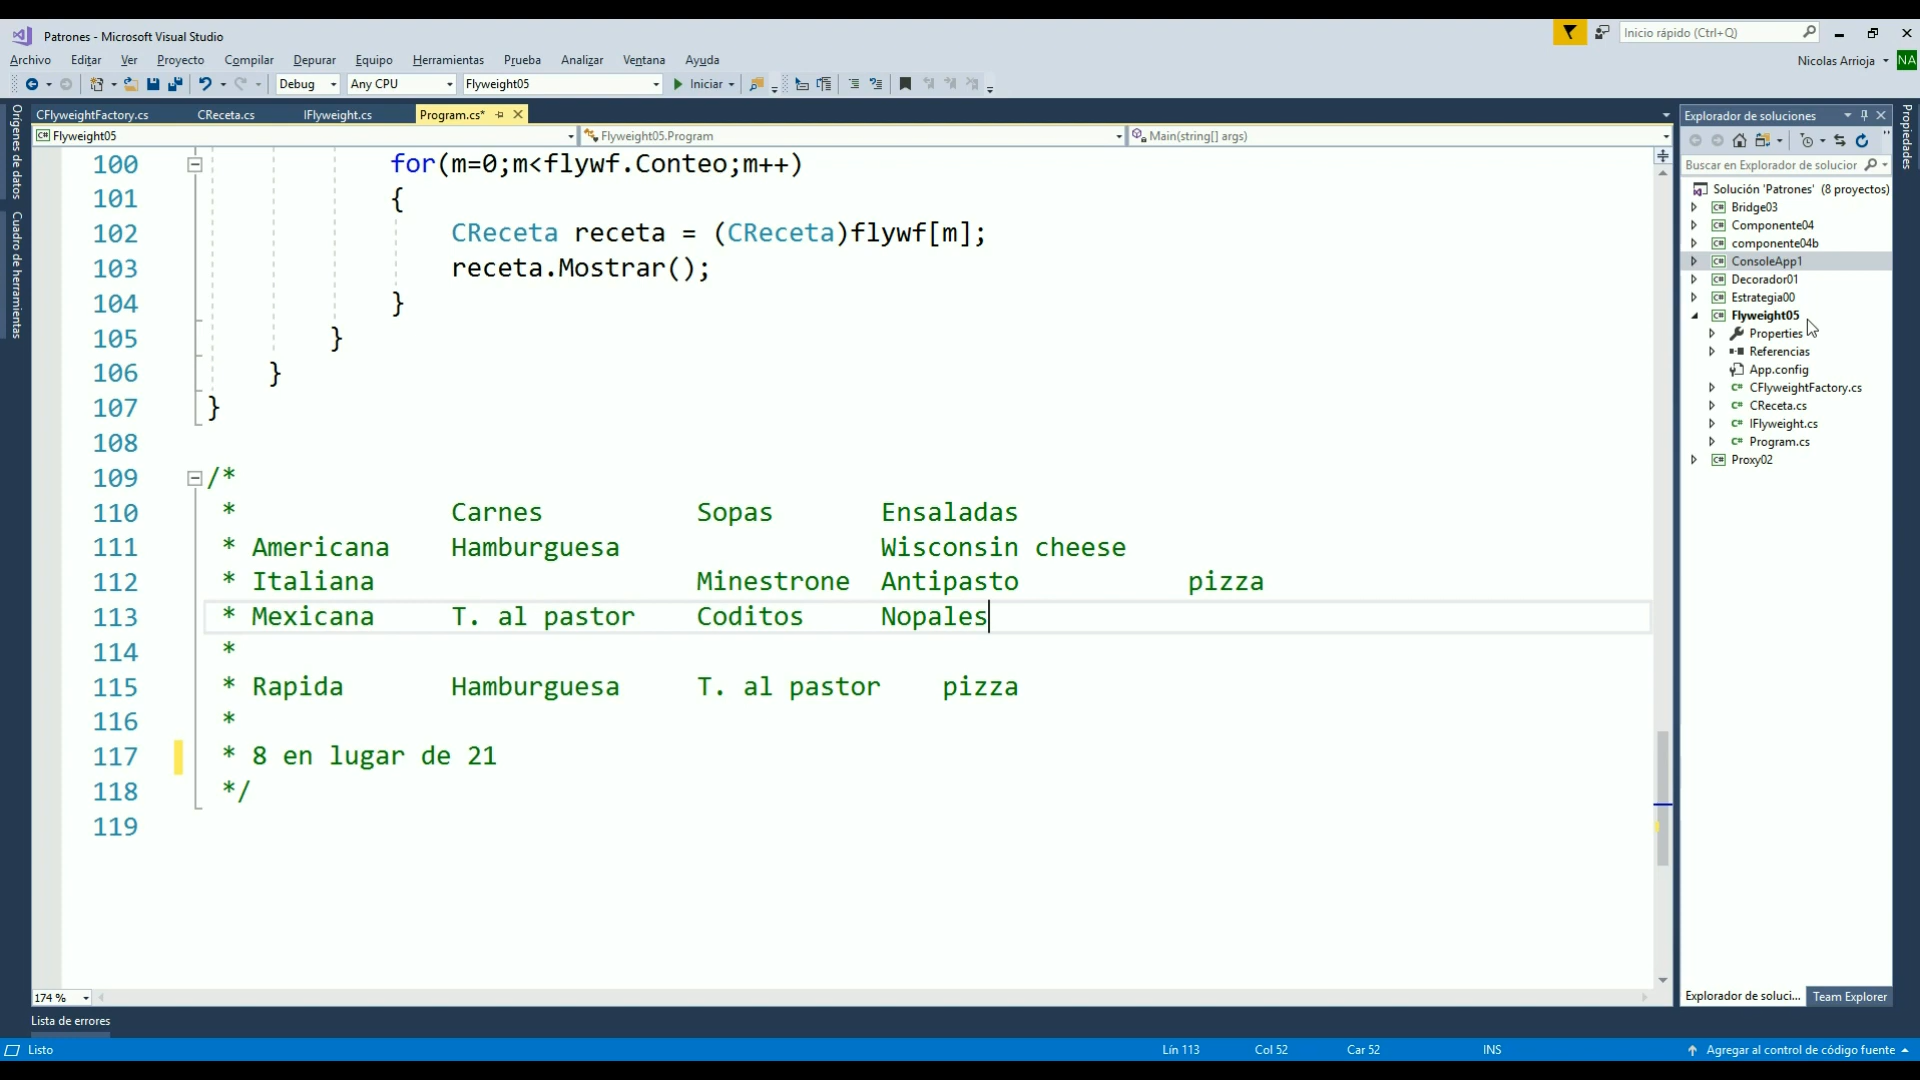 Patrones - Microsoft Visual Studio
Inicio rápido (Ctrl+Q)
Archivo Editar Ver Proyecto Compilar Depurar Equipo Herramientas Prueba Analizar Ventana Ayuda
Nicolas Arrioja NA
Debug Any CPU Flyweight05 Iniciar
CFlyweightFactory.cs CReceta.cs IFlyweight.cs Program.cs*
Flyweight05 Flyweight05.Program Main(string[] args)
Orígenes de datos
Cuadro de herramientas
100 for(m=0;m<flywf.Conteo;m++)
101 {
102 CReceta receta = (CReceta)flywf[m];
103 receta.Mostrar();
104 }
105 }
106 }
107 }
108
109 /*
110 * Carnes Sopas Ensaladas
111 * Americana Hamburguesa Wisconsin cheese
112 * Italiana Minestrone Antipasto pizza
113 * Mexicana T. al pastor Coditos Nopales
114 *
115 * Rapida Hamburguesa T. al pastor pizza
116 *
117 * 8 en lugar de 21
118 */
119
174 %
Explorador de soluciones
Buscar en Explorador de solucior
Solución 'Patrones' (8 proyectos)
Bridge03
Componente04
componente04b
ConsoleApp1
Decorador01
Estrategia00
Flyweight05
Properties
Referencias
App.config
CFlyweightFactory.cs
CReceta.cs
IFlyweight.cs
Program.cs
Proxy02
Explorador de soluci... Team Explorer
Propiedades
Lista de errores
Listo Lín 113 Col 52 Car 52 INS Agregar al control de código fuente